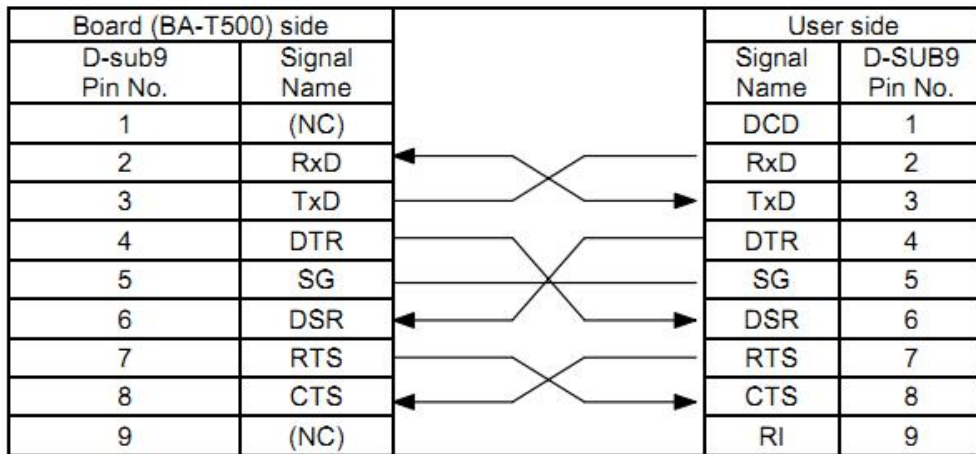 Board (BA-T500) side User side
D-sub9 Signal Signal D-SUB9
Pin No. Name Name Pin No.
1 (NC) DCD 1
2 RxD RxD 2
3 TxD TxD 3
4 DTR DTR 4
5 SG SG 5
6 DSR DSR 6
7 RTS RTS 7
8 CTS CTS 8
9 (NC) RI 9